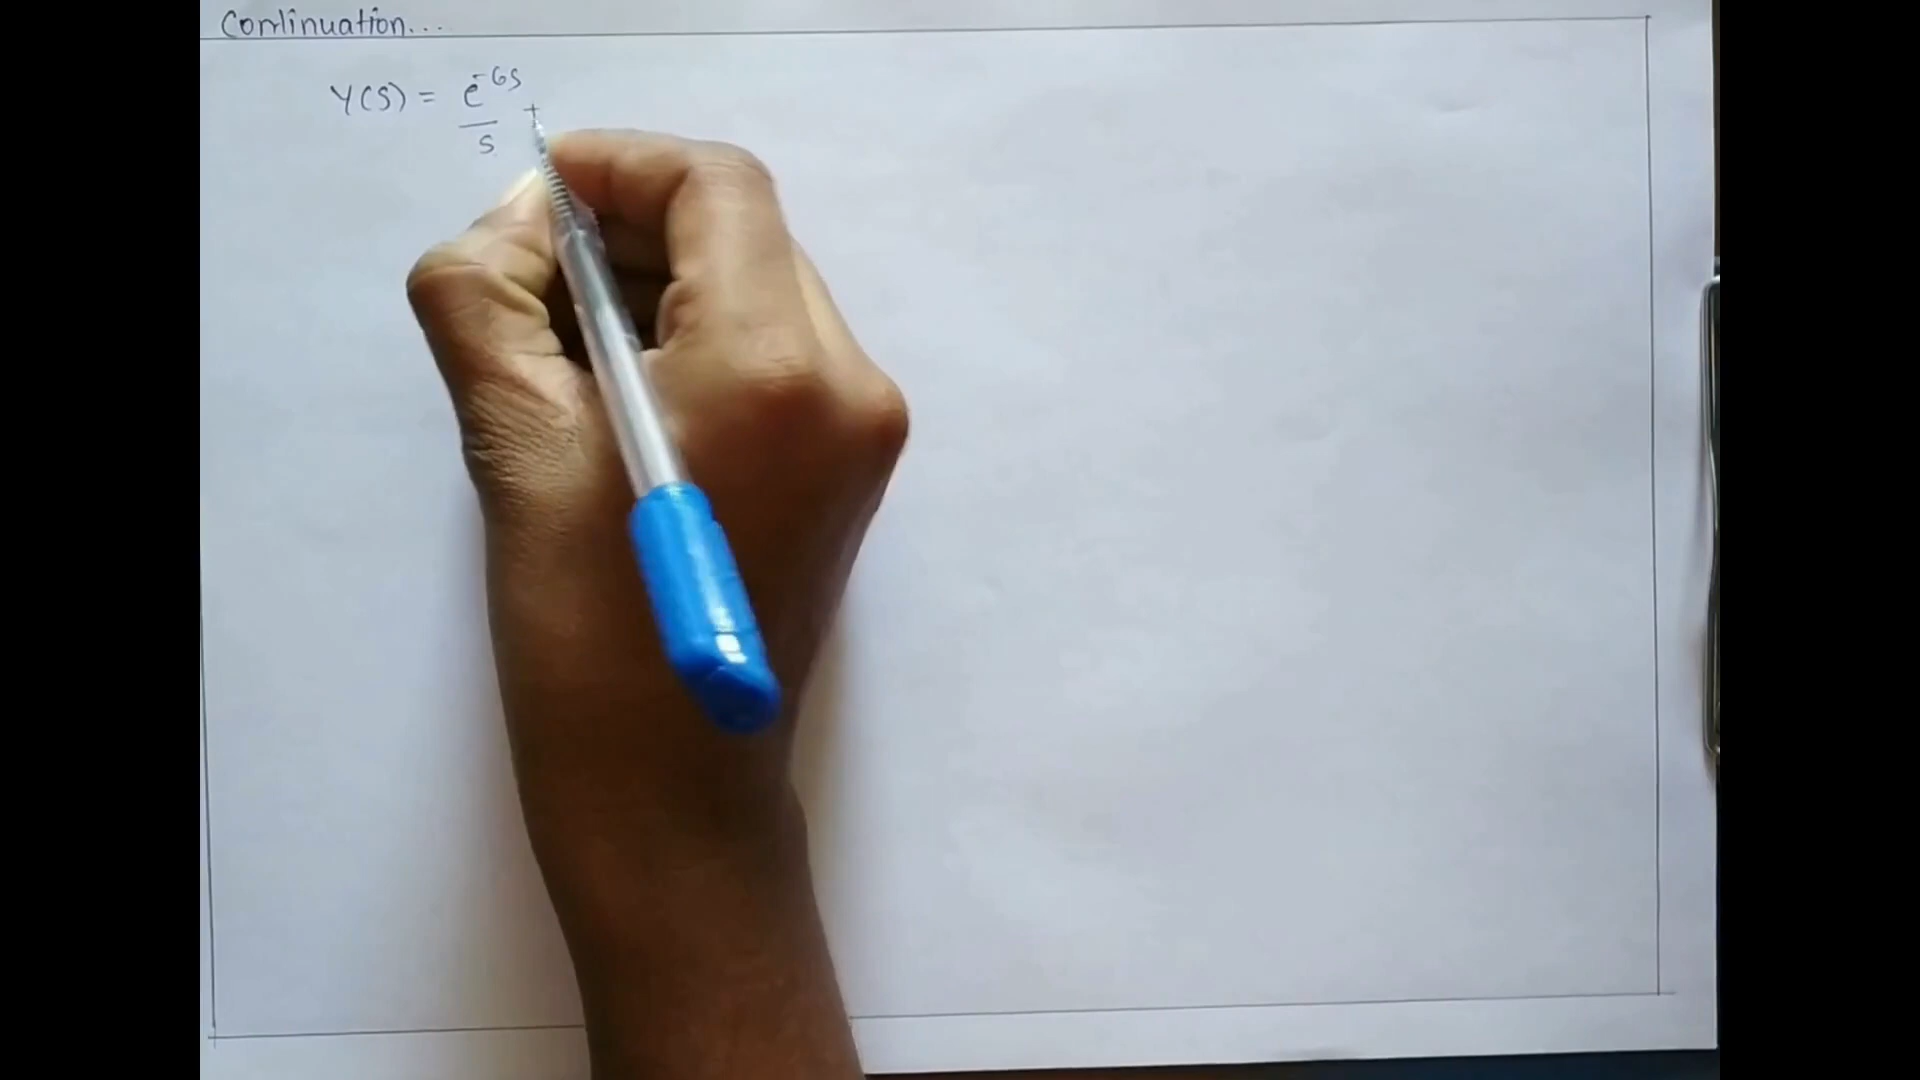 Continuation...
Y(S) = e^-6S / S +